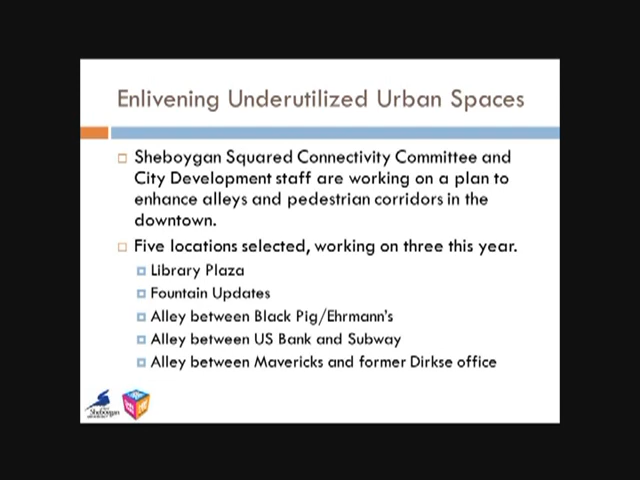 Enlivening Underutilized Urban Spaces
Sheboygan Squared Connectivity Committee and
City Development staff are working on a plan to
enhance alleys and pedestrian corridors in the
downtown.
Five locations selected, working on three this year.
Library Plaza
Fountain Updates
Alley between Black Pig/Ehrmann's
Alley between US Bank and Subway
Alley between Mavericks and former Dirkse office
Sheboygan